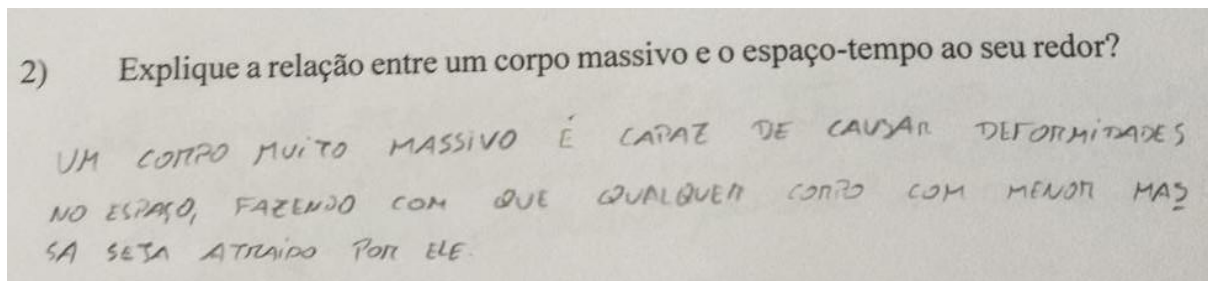 2) Explique a relação entre um corpo massivo e o espaço-tempo ao seu redor?
UM CORPO MUITO MASSIVO É CAPAZ DE CAUSAR DEFORMIDADES
NO ESPAÇO, FAZENDO COM QUE QUALQUER CORPO COM MENOR MAS
SA SEJA ATRAIDO POR ELE.